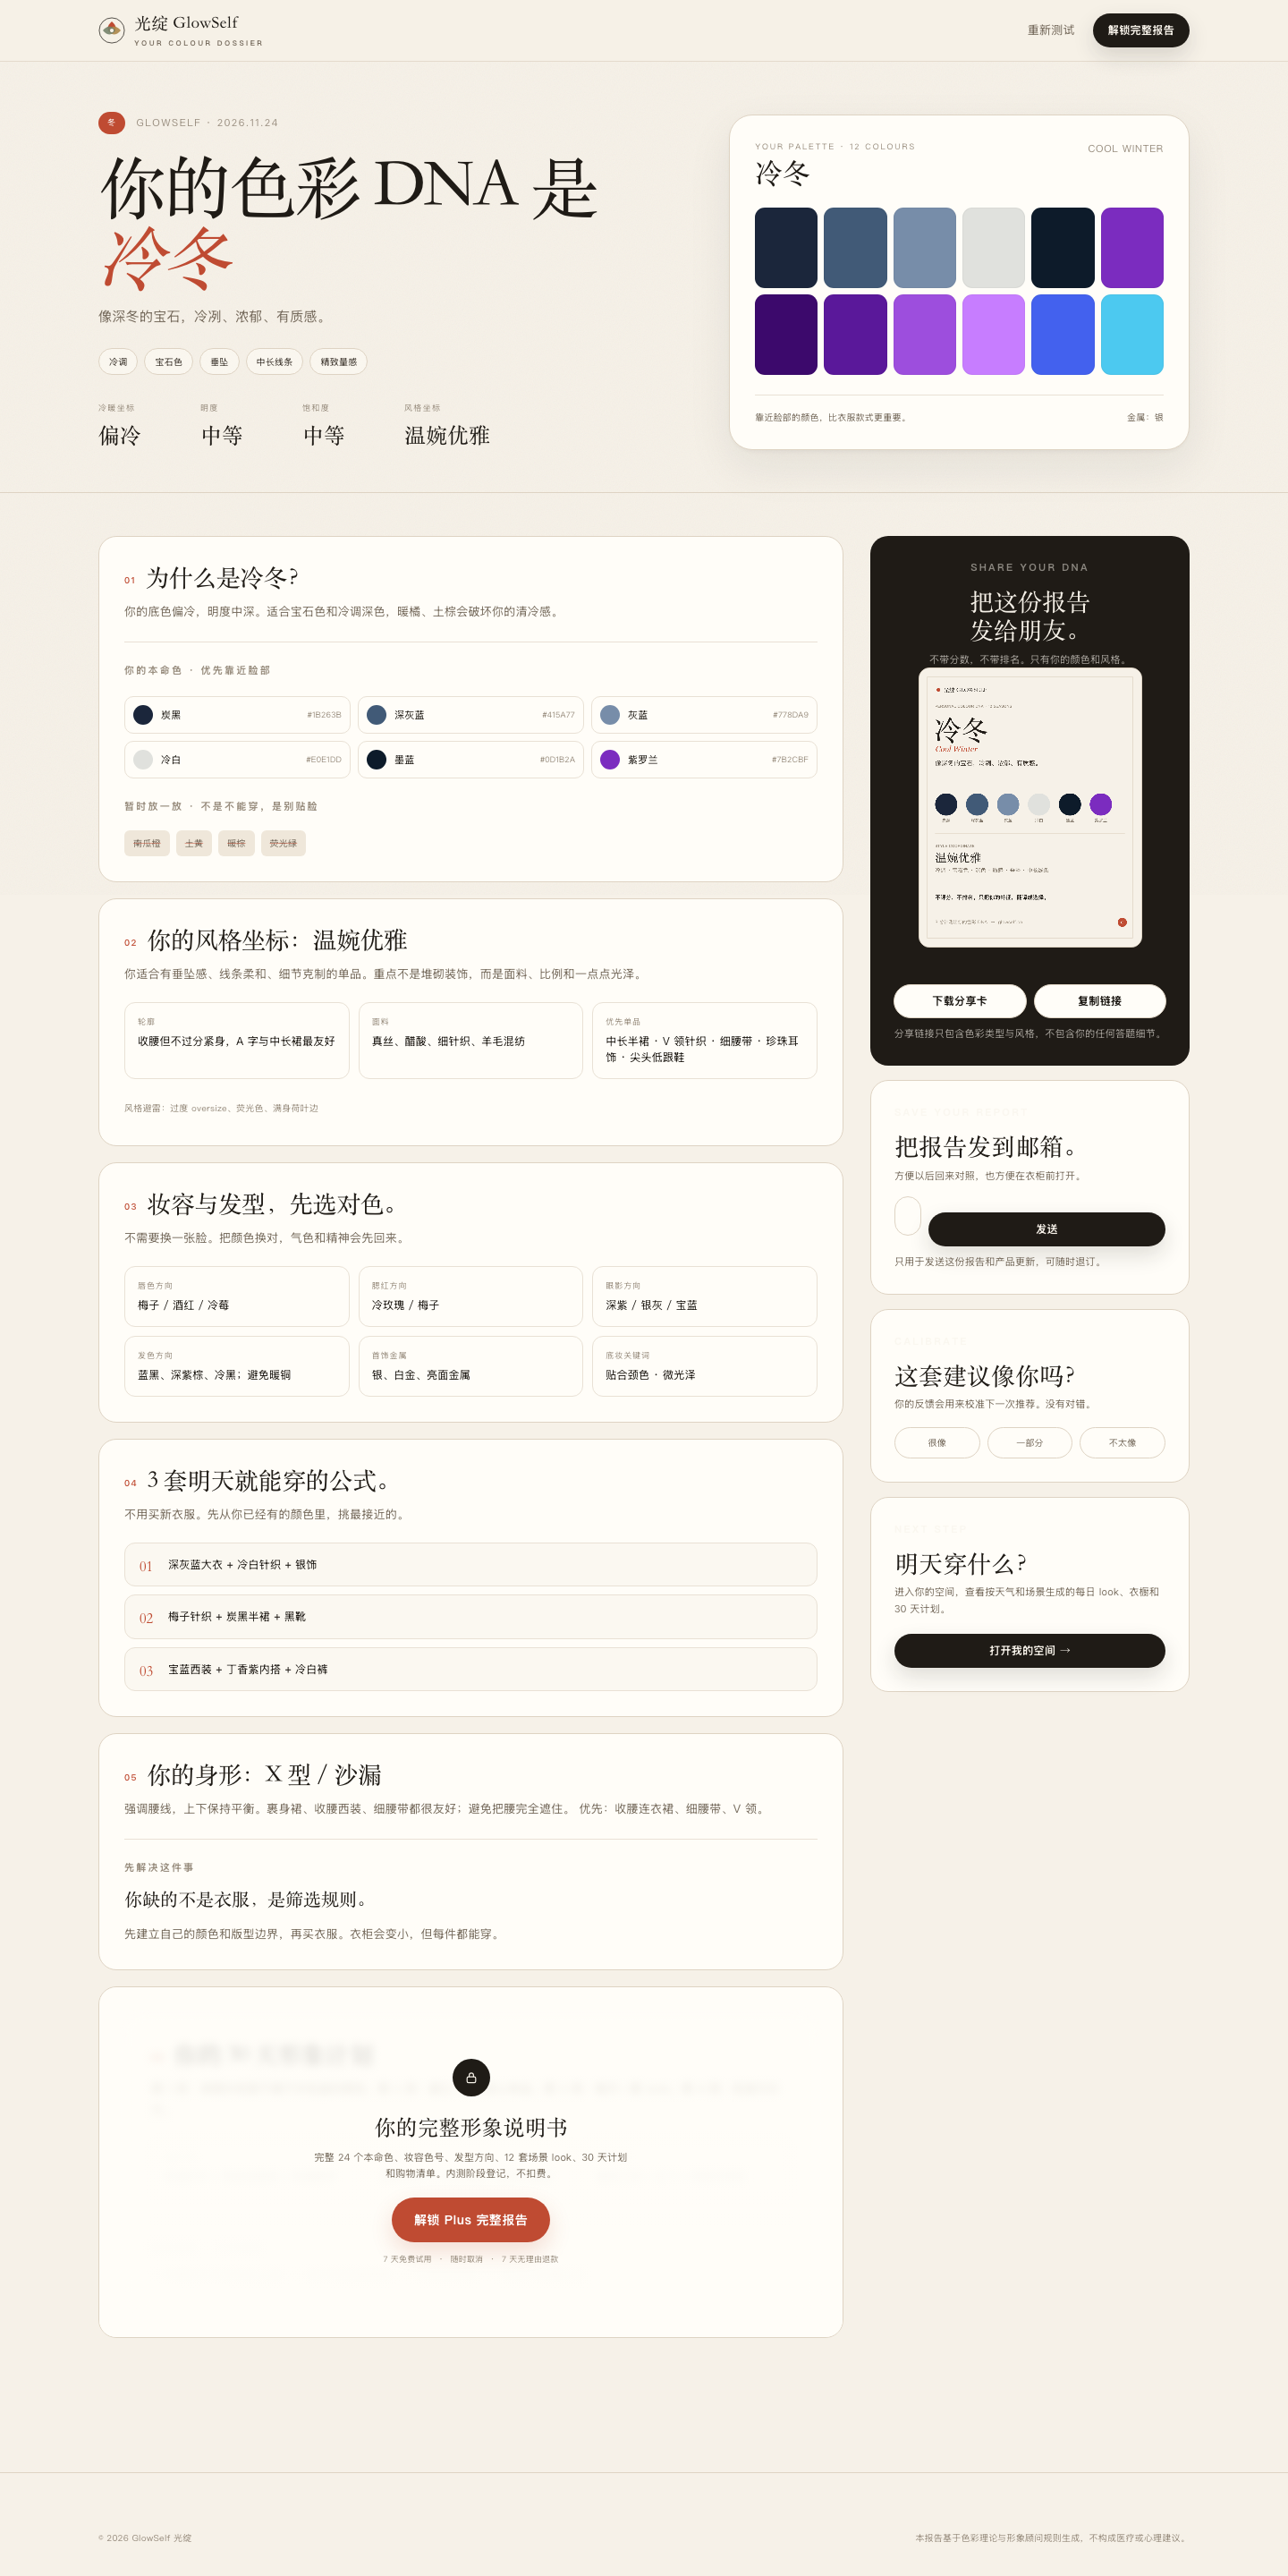 光绽 GlowSelf
YOUR COLOUR DOSSIER
重新测试
解锁完整报告
冬
GLOWSELF · 2026.11.24
你的色彩 DNA 是
冷冬
像深冬的宝石，冷冽、浓郁、有质感。
冷调
宝石色
垂坠
中长线条
精致量感
冷暖坐标
明度
饱和度
风格坐标
偏冷
中等
中等
温婉优雅
YOUR PALETTE · 12 COLOURS
COOL WINTER
冷冬
靠近脸部的颜色，比衣服款式更重要。
金属：银
01 为什么是冷冬？
你的底色偏冷，明度中深。适合宝石色和冷调深色，暖橘、土棕会破坏你的清冷感。
你的本命色 · 优先靠近脸部
炭黑 #1B263B
深灰蓝 #415A77
灰蓝 #778DA9
冷白 #E0E1DD
墨蓝 #0D1B2A
紫罗兰 #7B2CBF
暂时放一放 · 不是不能穿，是别贴脸
南瓜橙
土黄
暖棕
荧光绿
02 你的风格坐标：温婉优雅
你适合有垂坠感、线条柔和、细节克制的单品。重点不是堆砌装饰，而是面料、比例和一点点光泽。
轮廓
收腰但不过分紧身，A 字与中长裙最友好
面料
真丝、醋酸、细针织、羊毛混纺
优先单品
中长半裙 · V 领针织 · 细腰带 · 珍珠耳
饰 · 尖头低跟鞋
风格避雷：过度 oversize、荧光色、满身荷叶边
03 妆容与发型，先选对色。
不需要换一张脸。把颜色换对，气色和精神会先回来。
唇色方向
梅子 / 酒红 / 冷莓
腮红方向
冷玫瑰 / 梅子
眼影方向
深紫 / 银灰 / 宝蓝
发色方向
蓝黑、深紫棕、冷黑；避免暖铜
首饰金属
银、白金、亮面金属
底妆关键词
贴合颈色 · 微光泽
04 3 套明天就能穿的公式。
不用买新衣服。先从你已经有的颜色里，挑最接近的。
01 深灰蓝大衣 + 冷白针织 + 银饰
02 梅子针织 + 炭黑半裙 + 黑靴
03 宝蓝西装 + 丁香紫内搭 + 冷白裤
05 你的身形：X 型 / 沙漏
强调腰线，上下保持平衡。裹身裙、收腰西装、细腰带都很友好；避免把腰完全遮住。 优先：收腰连衣裙、细腰带、V 领。
先解决这件事
你缺的不是衣服，是筛选规则。
先建立自己的颜色和版型边界，再买衣服。衣柜会变小，但每件都能穿。
你的完整形象说明书
完整 24 个本命色、妆容色号、发型方向、12 套场景 look、30 天计划
和购物清单。内测阶段登记，不扣费。
解锁 Plus 完整报告
7 天免费试用 · 随时取消 · 7 天无理由退款
SHARE YOUR DNA
把这份报告
发给朋友。
不带分数，不带排名。只有你的颜色和风格。
冷冬
Cool Winter
像深冬的宝石，冷冽、浓郁、有质感。
温婉优雅
下载分享卡
复制链接
分享链接只包含色彩类型与风格，不包含你的任何答题细节。
SAVE YOUR REPORT
把报告发到邮箱。
方便以后回来对照，也方便在衣柜前打开。
发送
只用于发送这份报告和产品更新，可随时退订。
CALIBRATE
这套建议像你吗？
你的反馈会用来校准下一次推荐。没有对错。
很像
一部分
不太像
NEXT STEP
明天穿什么？
进入你的空间，查看按天气和场景生成的每日 look、衣橱和
30 天计划。
打开我的空间 →
© 2026 GlowSelf 光绽
本报告基于色彩理论与形象顾问规则生成，不构成医疗或心理建议。